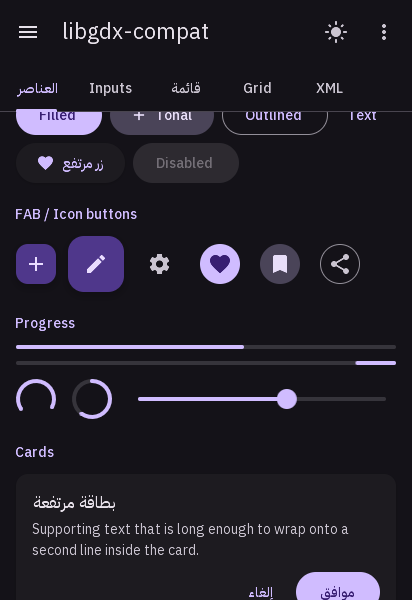 libgdx-compat
العناصر Inputs قائمة Grid XML
Filled Tonal Outlined Text
زر مرتفع Disabled
FAB / Icon buttons
Progress
Cards
بطاقة مرتفعة
Supporting text that is long enough to wrap onto a
second line inside the card.
إلغاء موافق